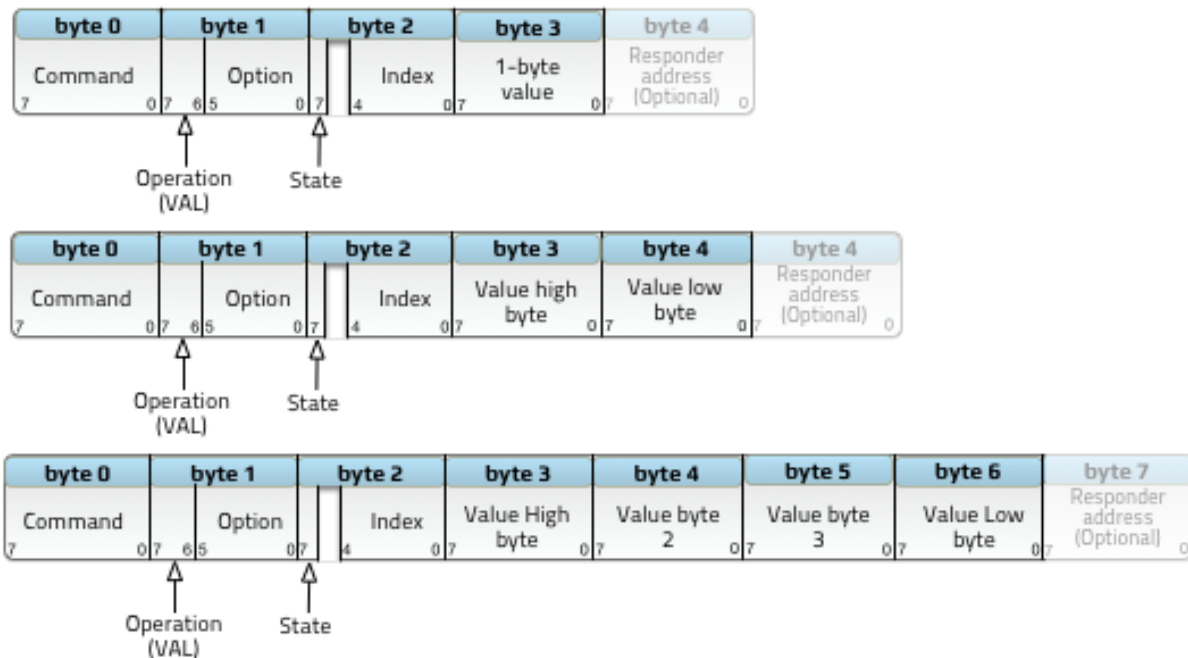 byte 0 byte 1 byte 2 byte 3 byte 4
Command Option Index 1-byte value Responder address (Optional)
7 0 7 6 5 0 7 4 0 7 0 7 0
Operation (VAL) State
byte 0 byte 1 byte 2 byte 3 byte 4 byte 4
Command Option Index Value high byte Value low byte Responder address (Optional)
7 0 7 6 5 0 7 4 0 7 0 7 0 7 0
Operation (VAL) State
byte 0 byte 1 byte 2 byte 3 byte 4 byte 5 byte 6 byte 7
Command Option Index Value High byte Value byte 2 Value byte 3 Value Low byte Responder address (Optional)
7 0 7 6 5 0 7 4 0 7 0 7 0 7 0 7 0 7 0
Operation (VAL) State